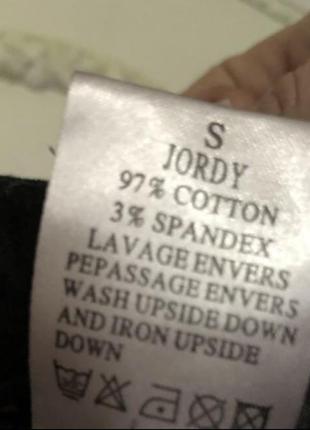 S
JORDY
97% COTTON
3% SPANDEX
LAVAGE ENVERS
PEPASSAGE ENVERS
WASH UPSIDE DOWN
AND IRON UPSIDE
DOWN